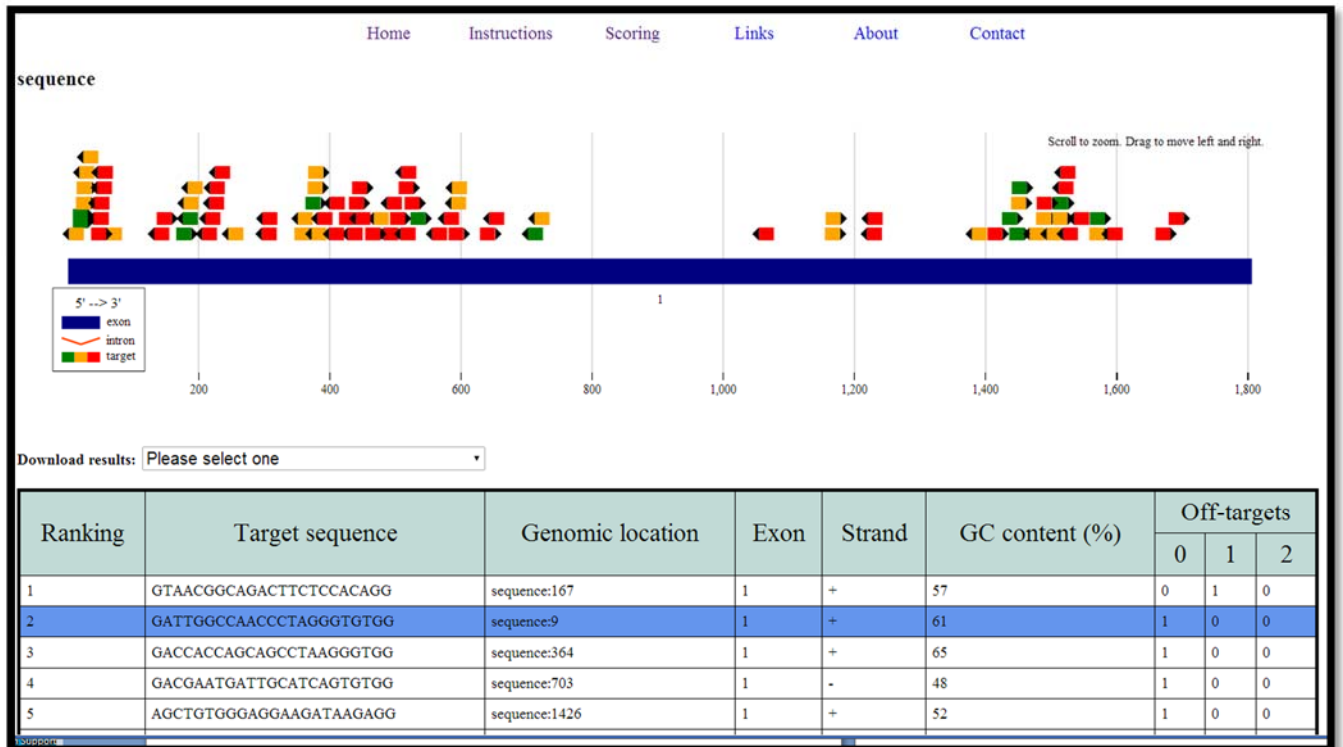 Home Instructions Scoring Links About Contact
sequence
Scroll to zoom. Drag to move left and right.
1
5' --> 3'
exon
intron
target
200 400 600 800 1,000 1,200 1,400 1,600 1,800
Download results: Please select one
Ranking Target sequence Genomic location Exon Strand GC content (%) Off-targets
0 1 2
1 GTAACGGCAGACTTCTCCACAGG sequence:167 1 + 57 0 1 0
2 GATTGGCCAACCCTAGGGTGTGG sequence:9 1 + 61 1 0 0
3 GACCACCAGCAGCCTAAGGGTGG sequence:364 1 + 65 1 0 0
4 GACGAATGATTGCATCAGTGTGG sequence:703 1 - 48 1 0 0
5 AGCTGTGGGAGGAAGATAAGAGG sequence:1426 1 + 52 1 0 0